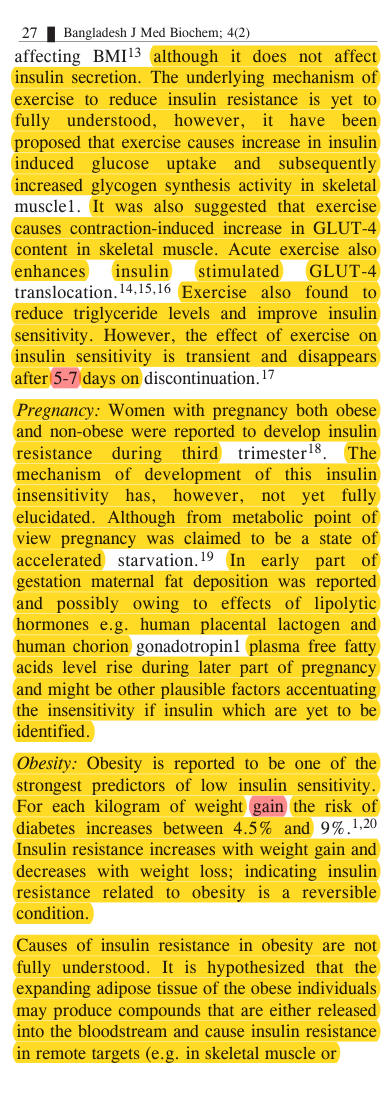 27 Bangladesh J Med Biochem; 4(2)
affecting BMI13 although it does not affect
insulin secretion. The underlying mechanism of
exercise to reduce insulin resistance is yet to
fully understood, however, it have been
proposed that exercise causes increase in insulin
induced glucose uptake and subsequently
increased glycogen synthesis activity in skeletal
muscle1. It was also suggested that exercise
causes contraction-induced increase in GLUT-4
content in skeletal muscle. Acute exercise also
enhances insulin stimulated GLUT-4
translocation.14,15,16 Exercise also found to
reduce triglyceride levels and improve insulin
sensitivity. However, the effect of exercise on
insulin sensitivity is transient and disappears
after 5-7 days on discontinuation.17
Pregnancy: Women with pregnancy both obese
and non-obese were reported to develop insulin
resistance during third trimester18. The
mechanism of development of this insulin
insensitivity has, however, not yet fully
elucidated. Although from metabolic point of
view pregnancy was claimed to be a state of
accelerated starvation.19 In early part of
gestation maternal fat deposition was reported
and possibly owing to effects of lipolytic
hormones e.g. human placental lactogen and
human chorion gonadotropin1 plasma free fatty
acids level rise during later part of pregnancy
and might be other plausible factors accentuating
the insensitivity if insulin which are yet to be
identified.
Obesity: Obesity is reported to be one of the
strongest predictors of low insulin sensitivity.
For each kilogram of weight gain the risk of
diabetes increases between 4.5% and 9%.1,20
Insulin resistance increases with weight gain and
decreases with weight loss; indicating insulin
resistance related to obesity is a reversible
condition.
Causes of insulin resistance in obesity are not
fully understood. It is hypothesized that the
expanding adipose tissue of the obese individuals
may produce compounds that are either released
into the bloodstream and cause insulin resistance
in remote targets (e.g. in skeletal muscle or